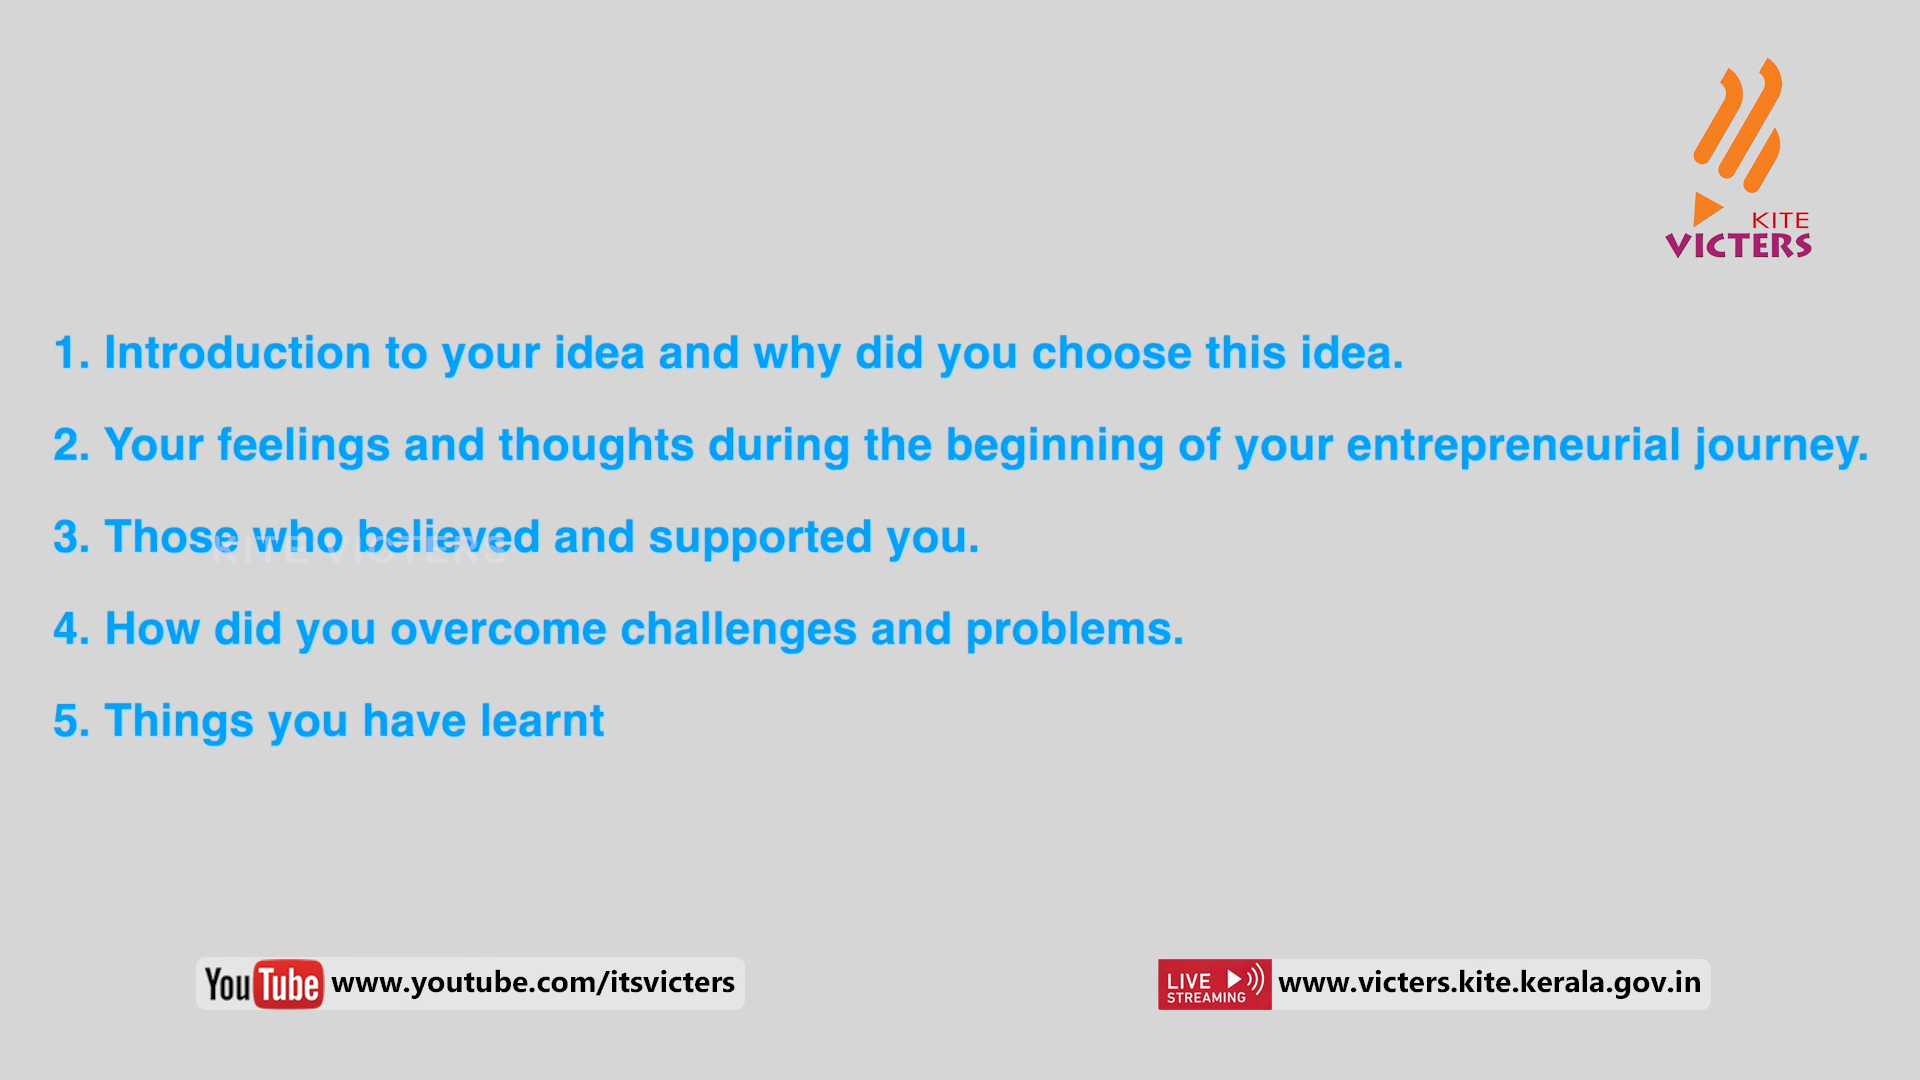 KITE
VICTERS
1. Introduction to your idea and why did you choose this idea.
2. Your feelings and thoughts during the beginning of your entrepreneurial journey.
3. Those who believed and supported you.
KITE VICTERS
4. How did you overcome challenges and problems.
5. Things you have learnt
YouTube www.youtube.com/itsvicters
LIVE STREAMING www.victers.kite.kerala.gov.in